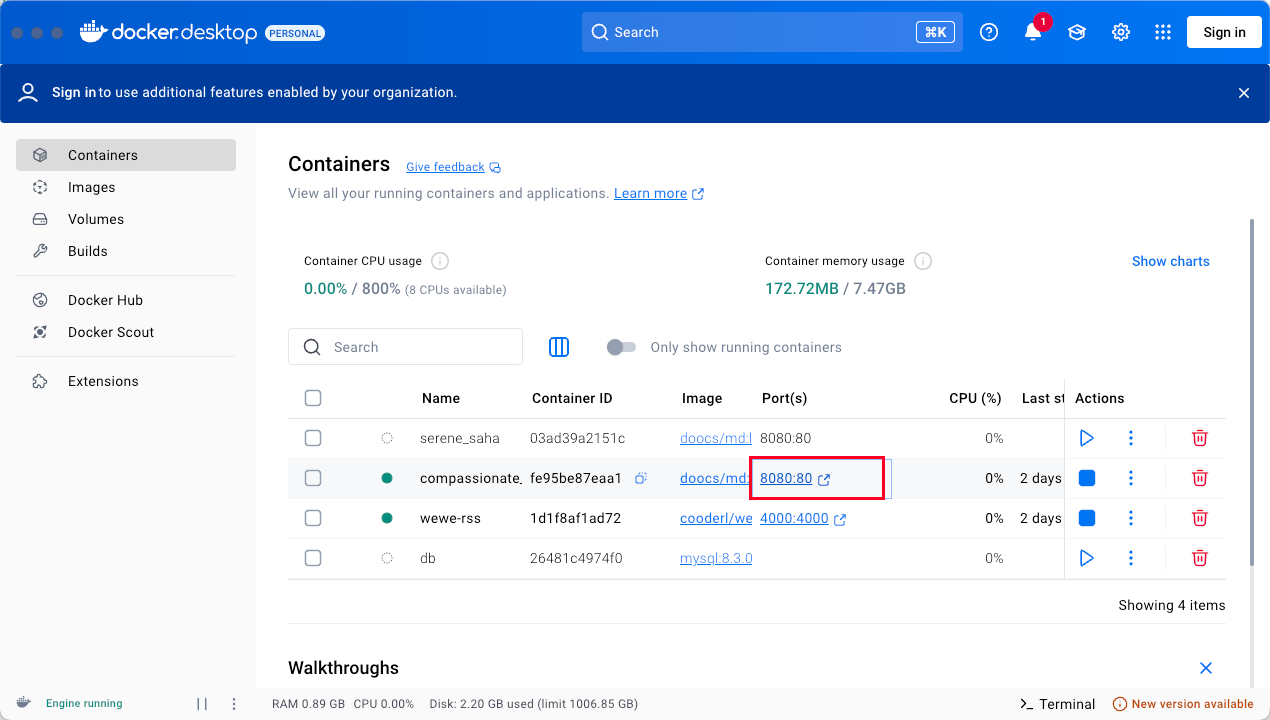 docker.desktop PERSONAL
Search ⌘K
1
Sign in
Sign in to use additional features enabled by your organization.
Containers
Images
Volumes
Builds
Docker Hub
Docker Scout
Extensions
Containers Give feedback
View all your running containers and applications. Learn more
Container CPU usage
0.00% / 800% (8 CPUs available)
Container memory usage
172.72MB / 7.47GB
Show charts
Search
Only show running containers
Name Container ID Image Port(s) CPU (%) Last st Actions
serene_saha 03ad39a2151c doocs/md:l 8080:80 0%
compassionate_ fe95be87eaa1 doocs/md: 8080:80 0% 2 days
wewe-rss 1d1f8af1ad72 cooderl/we 4000:4000 0% 2 days
db 26481c4974f0 mysql:8.3.0 0%
Showing 4 items
Walkthroughs
Engine running
RAM 0.89 GB CPU 0.00% Disk: 2.20 GB used (limit 1006.85 GB)
>_ Terminal
New version available